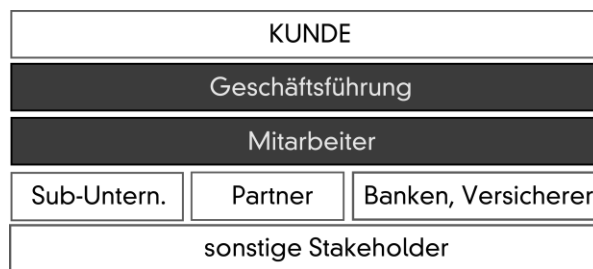 KUNDE
Geschäftsführung
Mitarbeiter
Sub-Untern. Partner Banken, Versicherer
sonstige Stakeholder